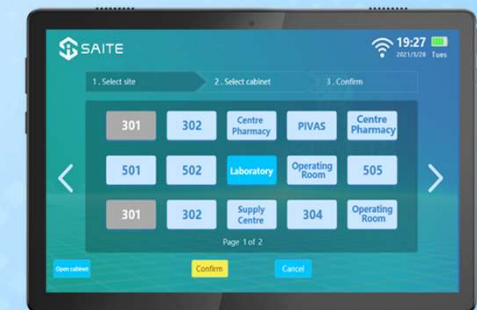 SAITE
19:27
2021/3/28 Tues
1. Select site
2. Select cabinet
3. Confirm
301
302
Centre
Pharmacy
PIVAS
Centre
Pharmacy
501
502
Laboratory
Operating
Room
505
301
302
Supply
Centre
304
Operating
Room
Page 1 of 2
Open cabinet
Confirm
Cancel